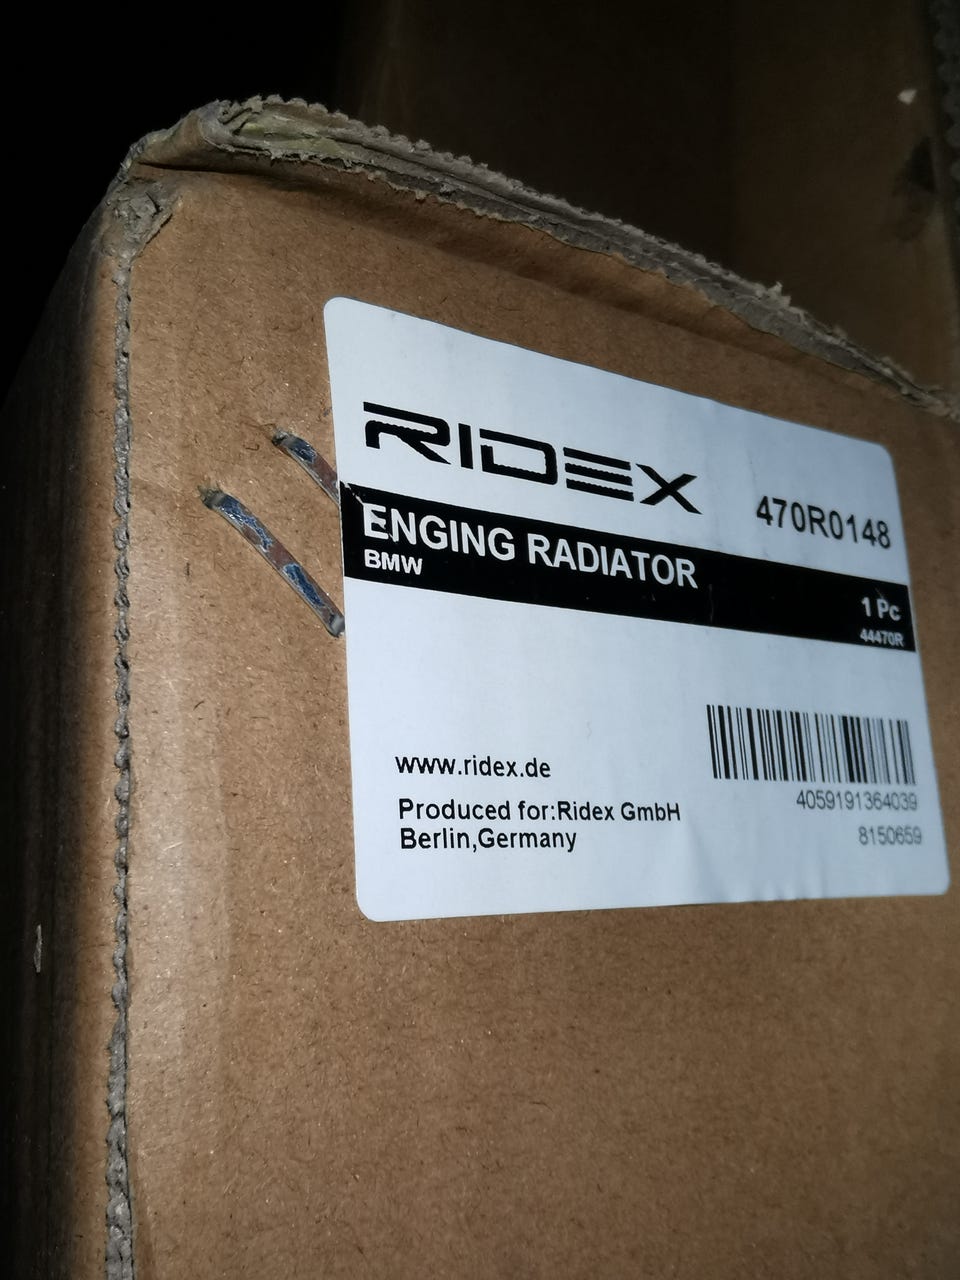 RIDEX
470R0148
ENGING RADIATOR
BMW
1 Pc
44470R
www.ridex.de
4059191364039
Produced for:Ridex GmbH
8150659
Berlin,Germany